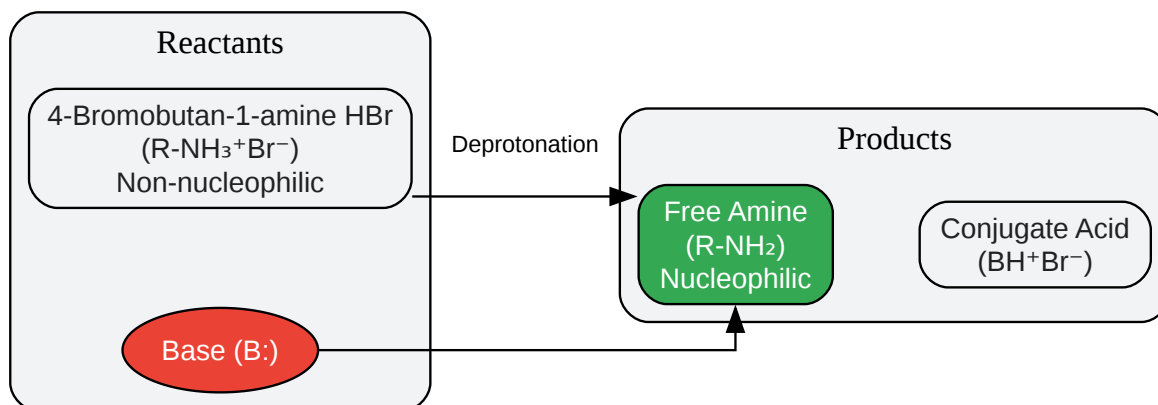 Reactants
4-Bromobutan-1-amine HBr
(R-NH₃⁺Br⁻)
Non-nucleophilic
Base (B:)
Deprotonation
Products
Free Amine
(R-NH₂)
Nucleophilic
Conjugate Acid
(BH⁺Br⁻)